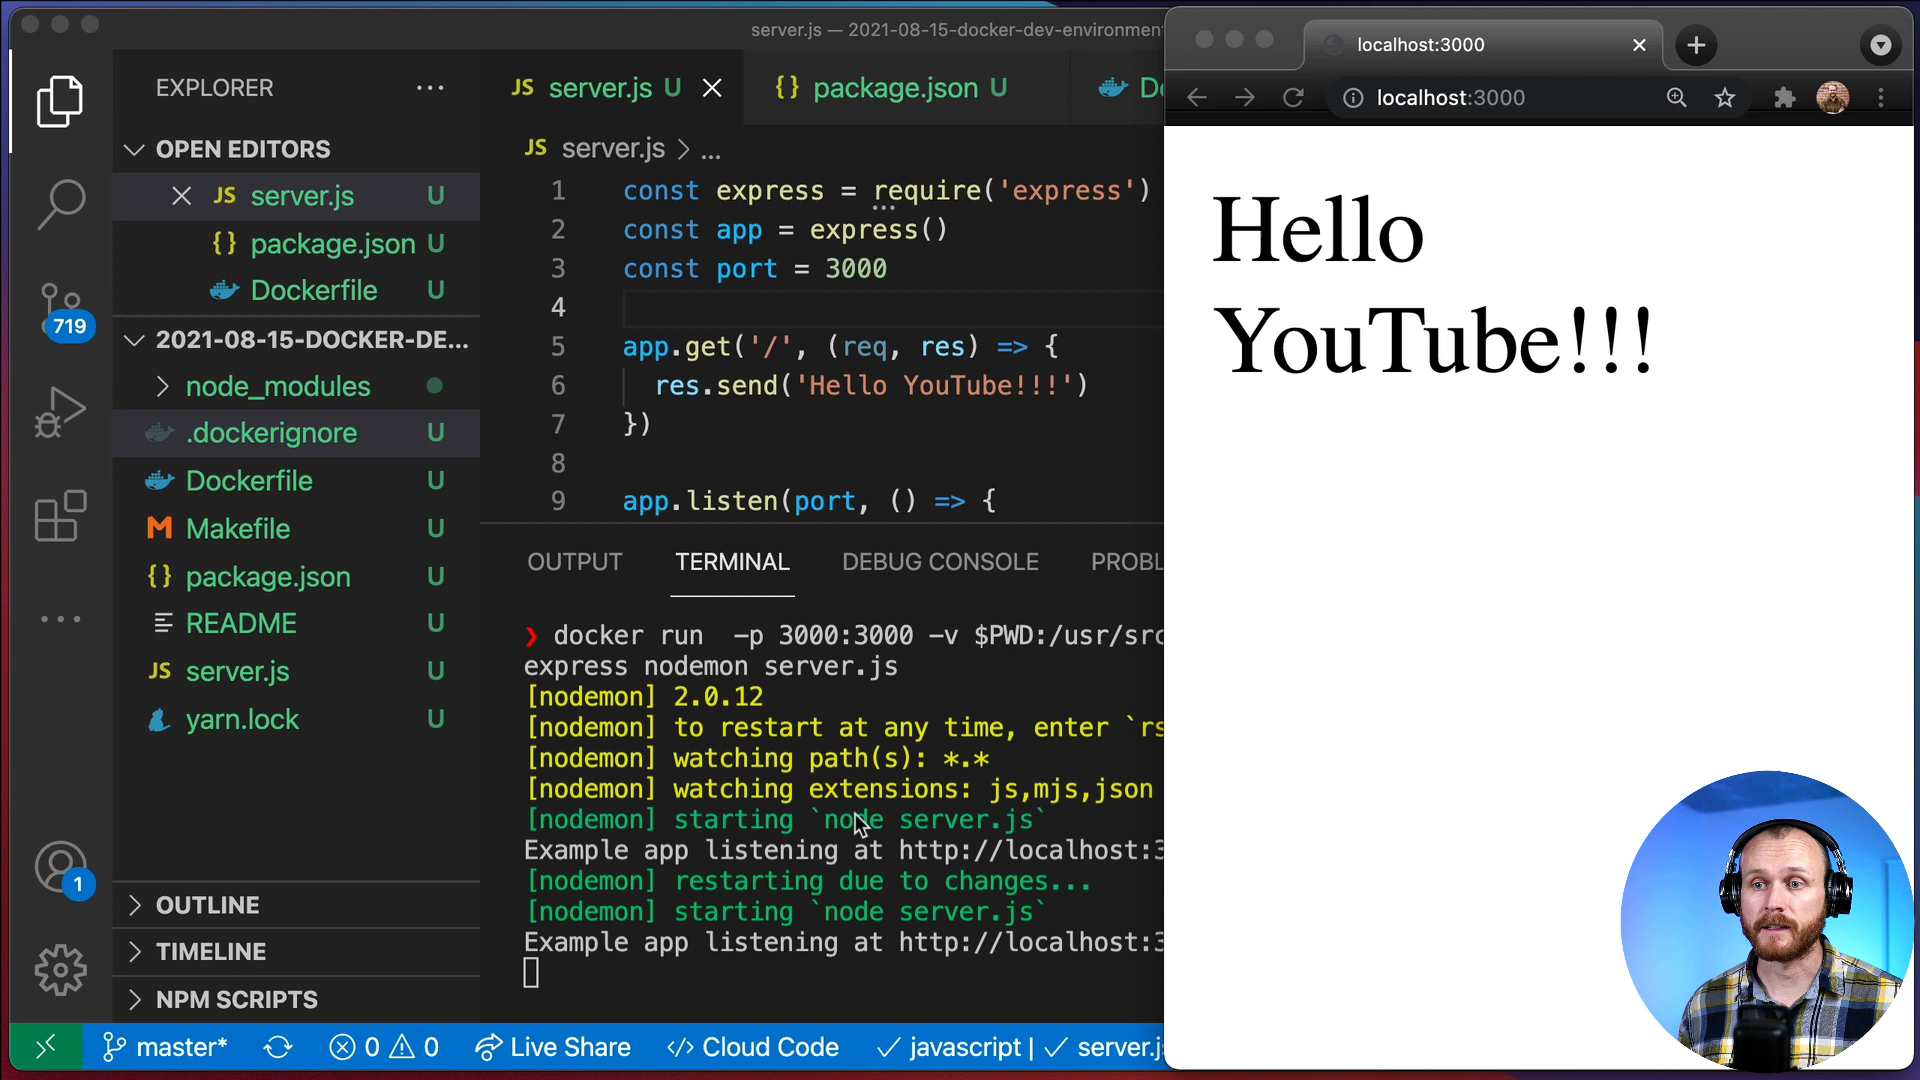 server.js — 2021-08-15-docker-dev-environment
EXPLORER
OPEN EDITORS
JS server.js U
{} package.json U
Dockerfile U
719
2021-08-15-DOCKER-DE...
node_modules
.dockerignore U
Dockerfile U
M Makefile U
{} package.json U
README U
JS server.js U
yarn.lock U
1
OUTLINE
TIMELINE
NPM SCRIPTS
JS server.js U
{} package.json U
JS server.js > ...
1 const express = require('express')
2 const app = express()
3 const port = 3000
4
5 app.get('/', (req, res) => {
6 res.send('Hello YouTube!!!')
7 })
8
9 app.listen(port, () => {
OUTPUT TERMINAL DEBUG CONSOLE
❯ docker run -p 3000:3000 -v $PWD:/usr/src
express nodemon server.js
[nodemon] 2.0.12
[nodemon] to restart at any time, enter `rs
[nodemon] watching path(s): *.*
[nodemon] watching extensions: js,mjs,json
[nodemon] starting `node server.js`
Example app listening at http://localhost:3
[nodemon] restarting due to changes...
[nodemon] starting `node server.js`
Example app listening at http://localhost:3
master* 0 0 Live Share Cloud Code javascript | server.js
localhost:3000
localhost:3000
Hello
YouTube!!!